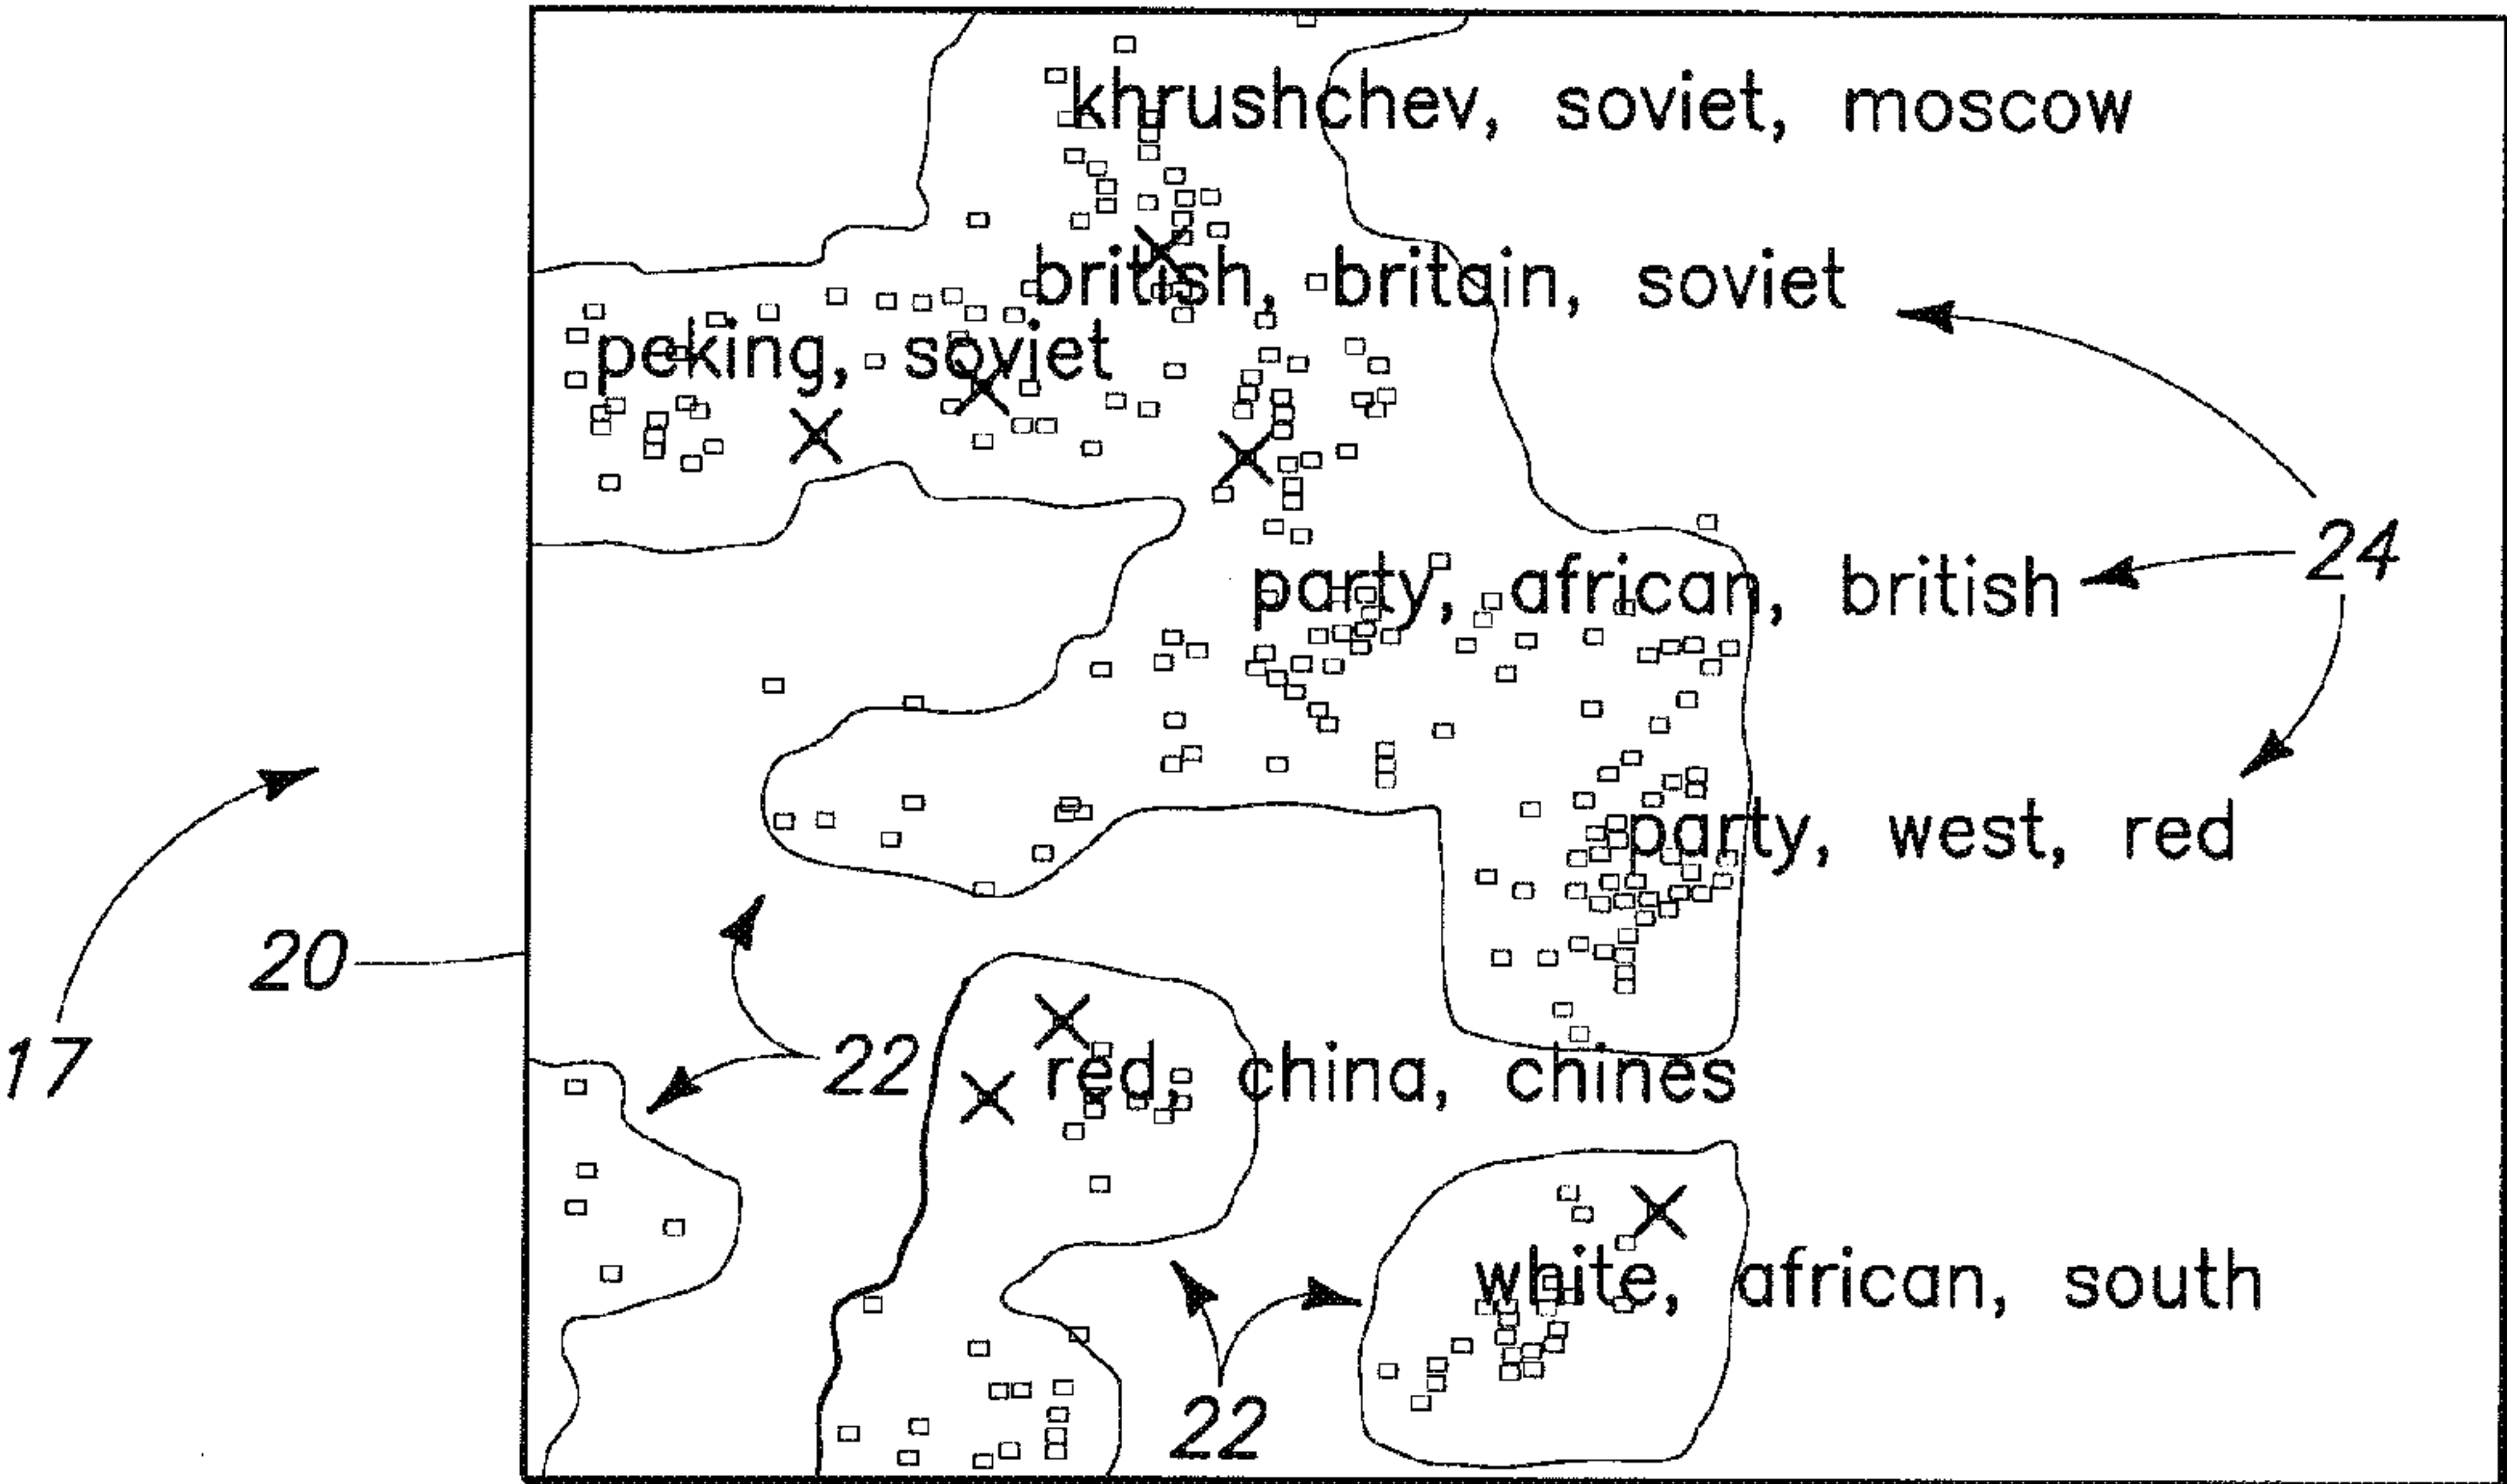 khrushchev, soviet, moscow
british, britain, soviet
peking, soviet
24
party, african, british
party, west, red
20
17
22
red, china, chines
white, african, south
22